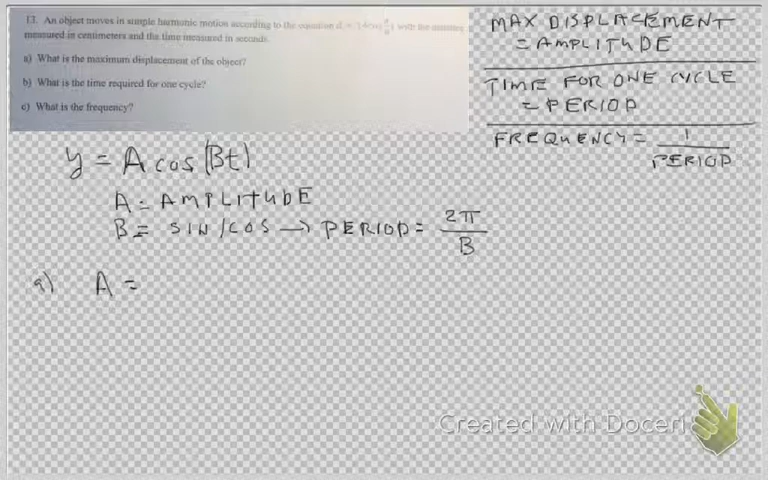 13. An object moves in simple harmonic motion according to the equation with the distance
measured in centimeters and the time measured in seconds.
a) What is the maximum displacement of the object?
b) What is the time required for one cycle?
c) What is the frequency?
MAX DISPLACEMENT
= AMPLITUDE
TIME FOR ONE CYCLE
= PERIOD
FREQUENCY = 1
PERIOD
y = A cos(Bt)
A = AMPLITUDE
B = SIN/COS → PERIOD = 2π
B
a) A =
Created with Doceri